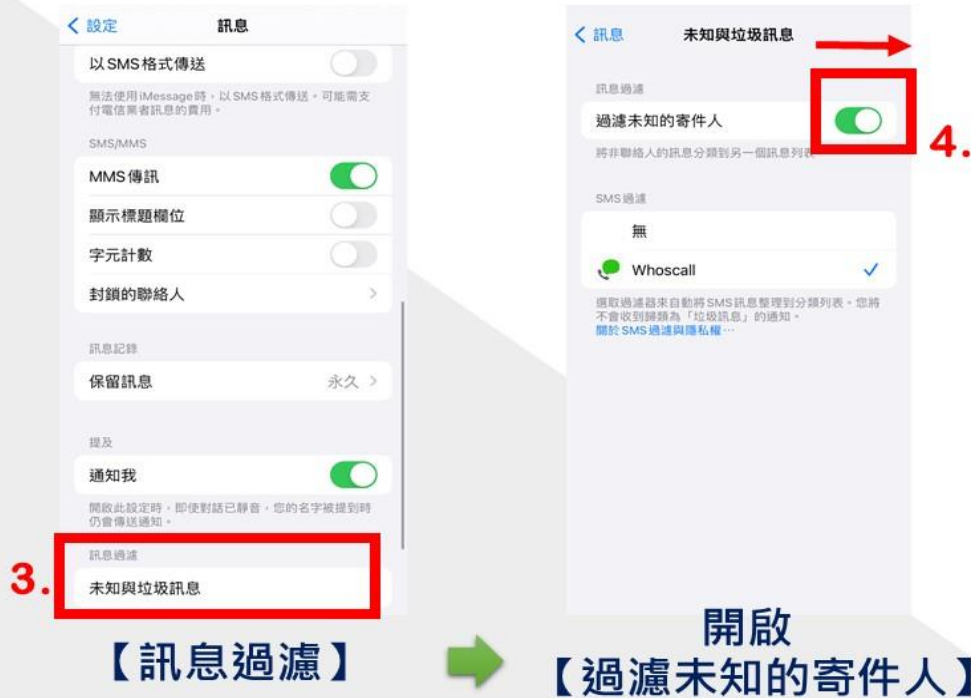 設定
訊息
以SMS格式傳送
無法使用iMessage時,以SMS格式傳送。可能需支
付電信業者訊息的費用。
SMS/MMS
MMS傳訊
顯示標題欄位
字元計數
封鎖的聯絡人
訊息記錄
保留訊息 永久
提及
通知我
開啟此設定時,即使對話已靜音,您的名字被提到時
仍會傳送通知。
訊息過濾
3.
未知與垃圾訊息
【訊息過濾】
訊息
未知與垃圾訊息
訊息過濾
過濾未知的寄件人
4.
將非聯絡人的訊息分類到另一個訊息列表
SMS過濾
無
Whoscall
選取過濾器來自動將SMS訊息整理到分類列表。您將
不會收到歸類為「垃圾訊息」的通知。
關於SMS過濾與隱私權…
開啟
【過濾未知的寄件人】